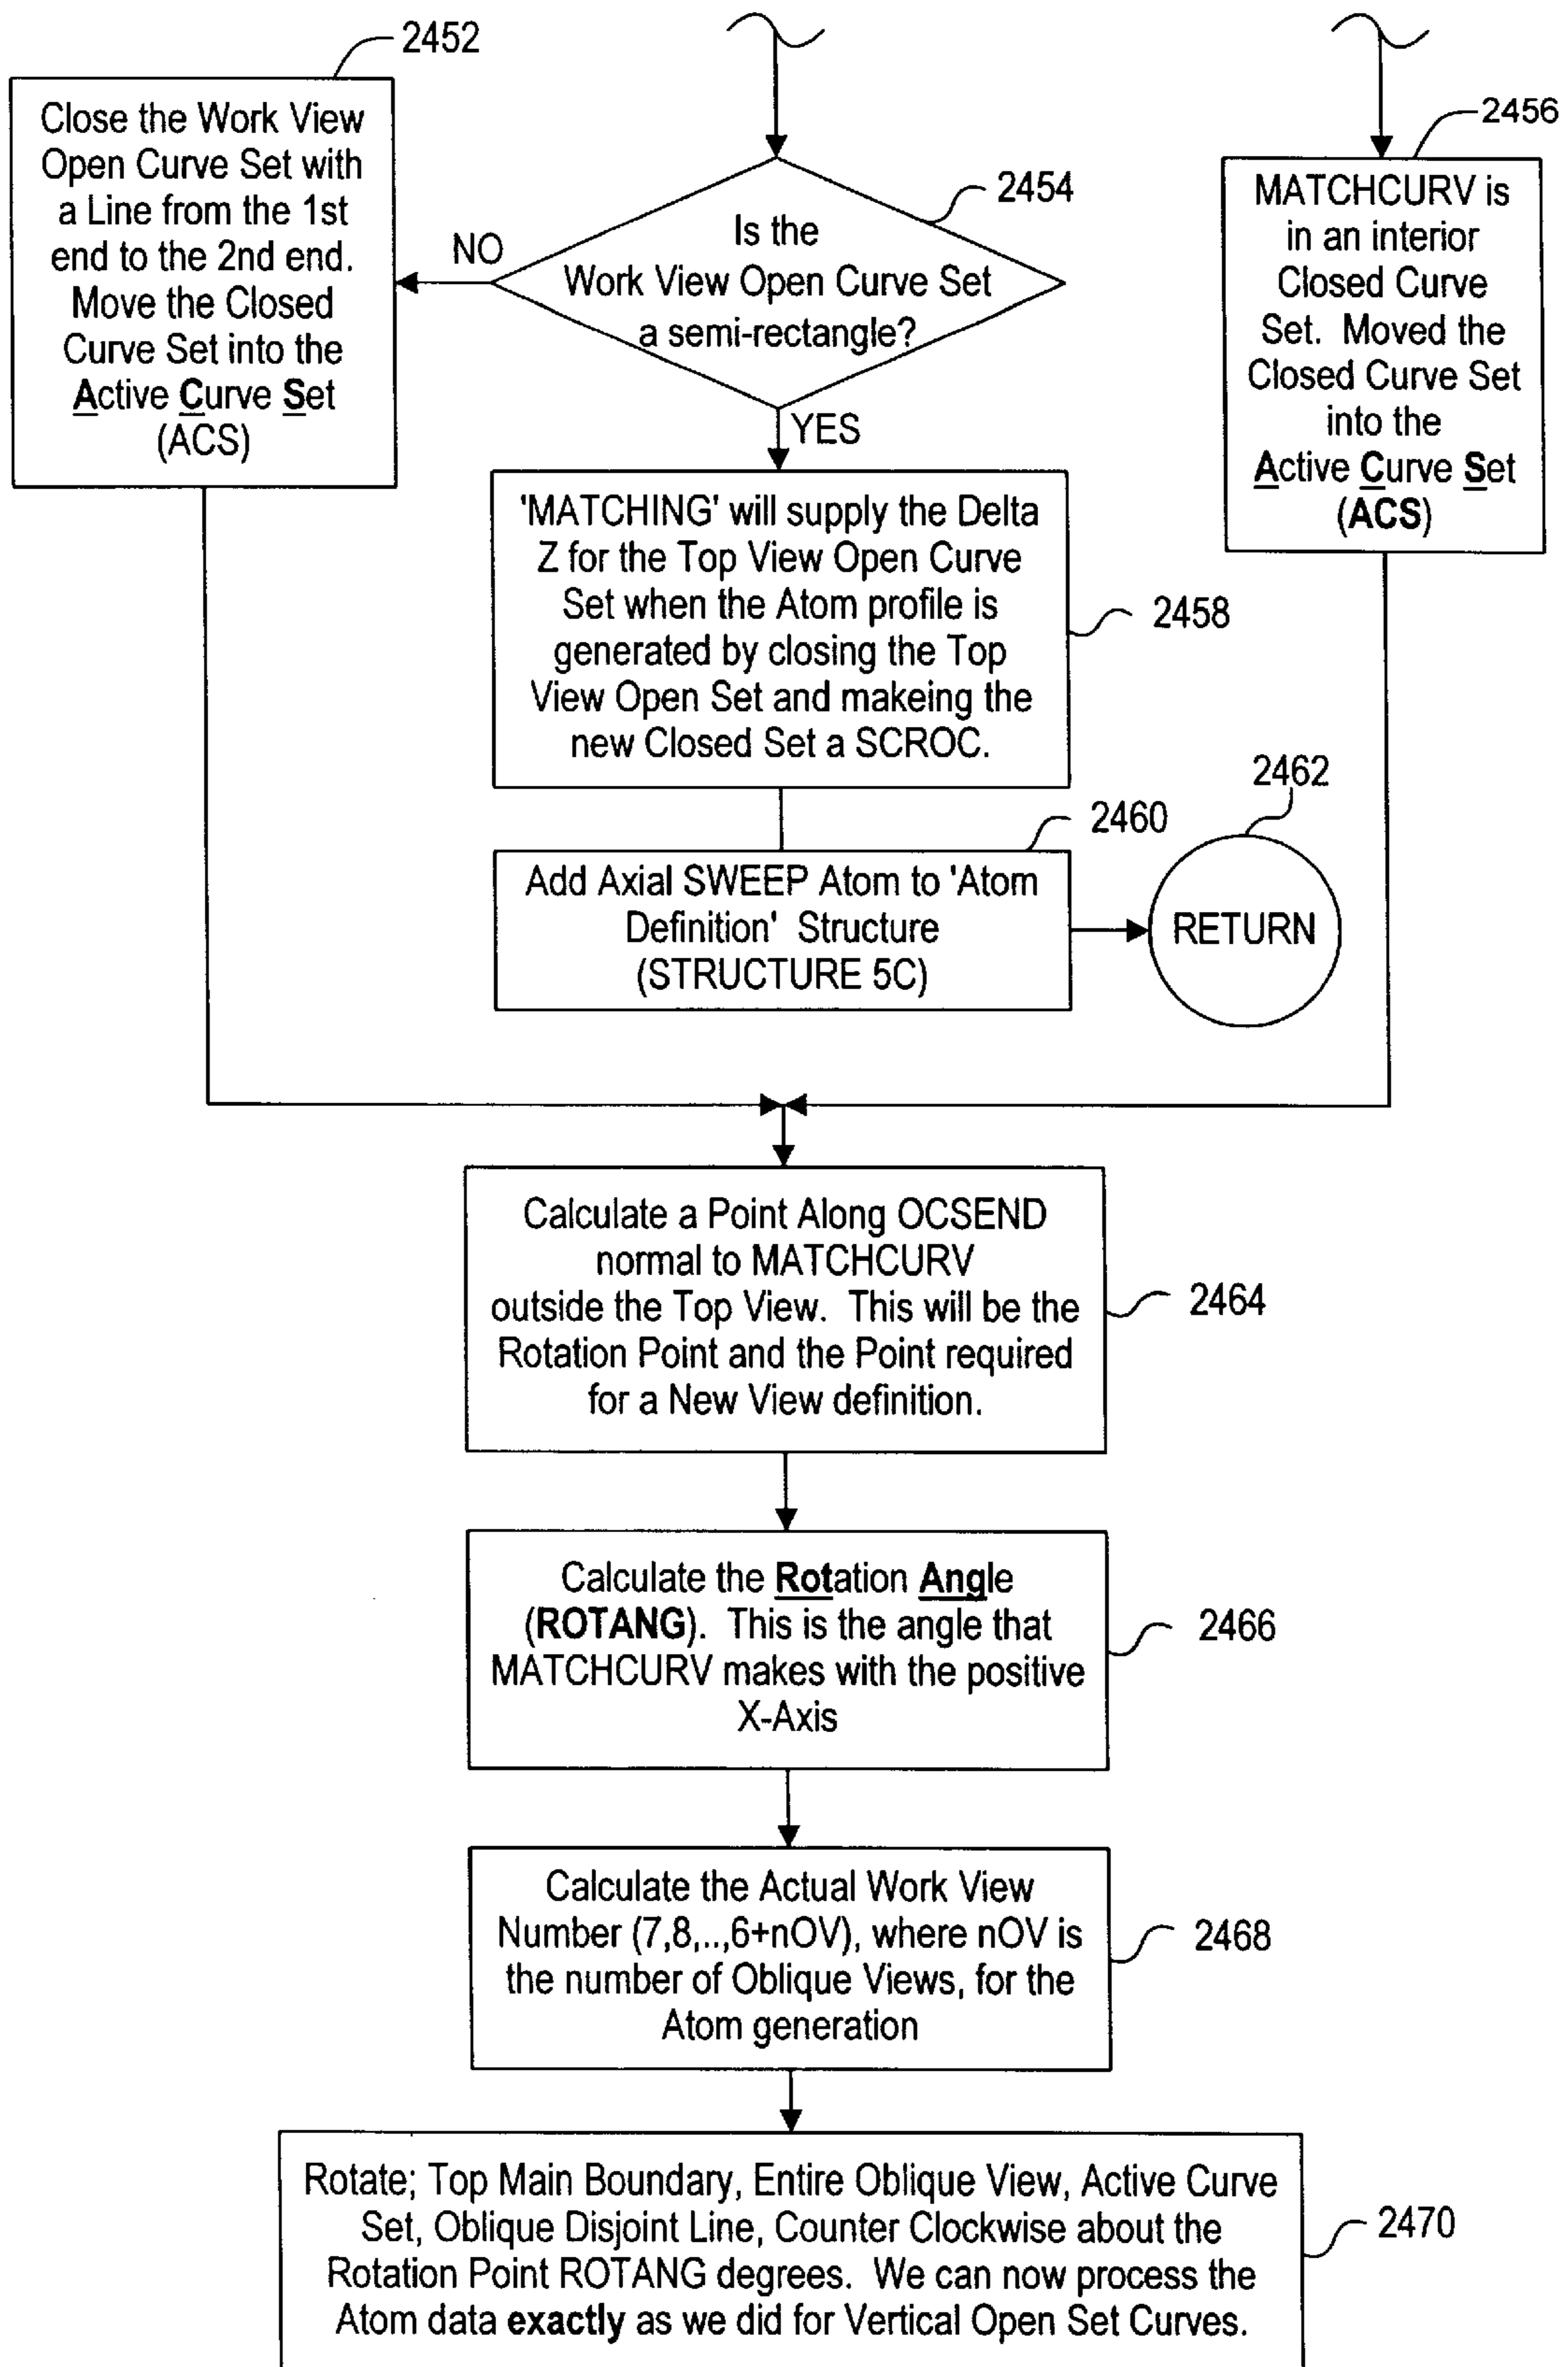 2452
Close the Work View
Open Curve Set with
a Line from the 1st
end to the 2nd end.
Move the Closed
Curve Set into the
Active Curve Set
(ACS)
2454
Is the
Work View Open Curve Set
a semi-rectangle?
NO
YES
2456
MATCHCURV is
in an interior
Closed Curve
Set. Moved the
Closed Curve Set
into the
Active Curve Set
(ACS)
'MATCHING' will supply the Delta
Z for the Top View Open Curve
Set when the Atom profile is
generated by closing the Top
View Open Set and makeing the
new Closed Set a SCROC.
2458
2460
Add Axial SWEEP Atom to 'Atom
Definition' Structure
(STRUCTURE 5C)
2462
RETURN
Calculate a Point Along OCSEND
normal to MATCHCURV
outside the Top View. This will be the
Rotation Point and the Point required
for a New View definition.
2464
Calculate the Rotation Angle
(ROTANG). This is the angle that
MATCHCURV makes with the positive
X-Axis
2466
Calculate the Actual Work View
Number (7,8,..,6+nOV), where nOV is
the number of Oblique Views, for the
Atom generation
2468
Rotate; Top Main Boundary, Entire Oblique View, Active Curve
Set, Oblique Disjoint Line, Counter Clockwise about the
Rotation Point ROTANG degrees. We can now process the
Atom data exactly as we did for Vertical Open Set Curves.
2470